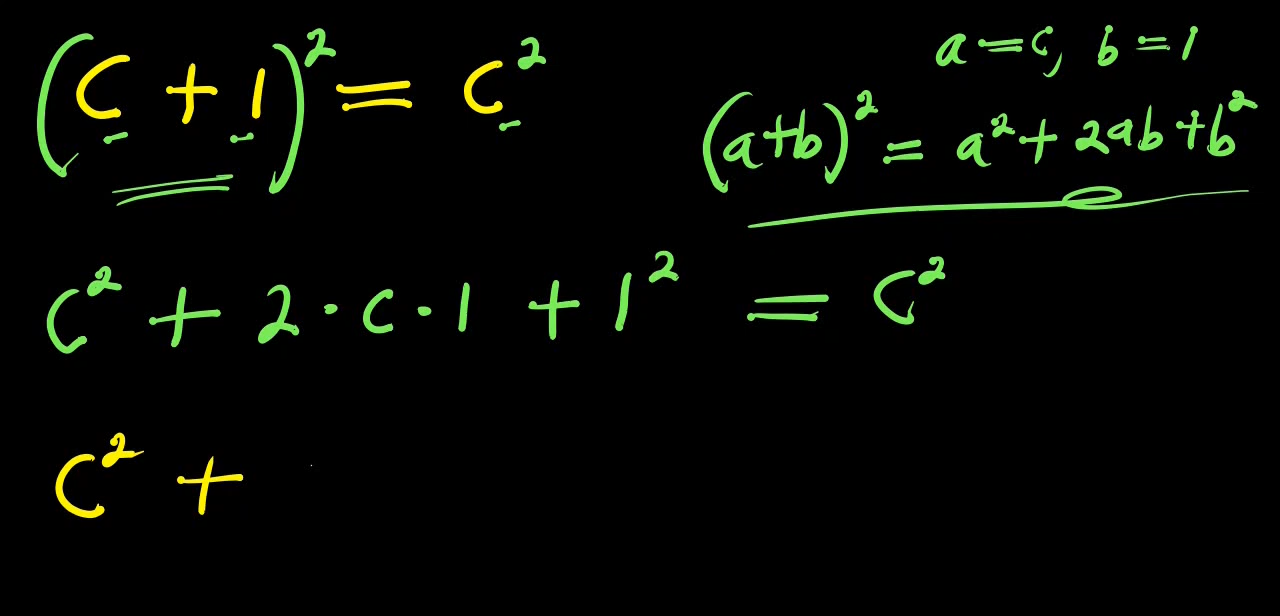 (c + 1)² = c²
a = c, b = 1
(a+b)² = a² + 2ab + b²
c² + 2 · c · 1 + 1² = c²
c² +